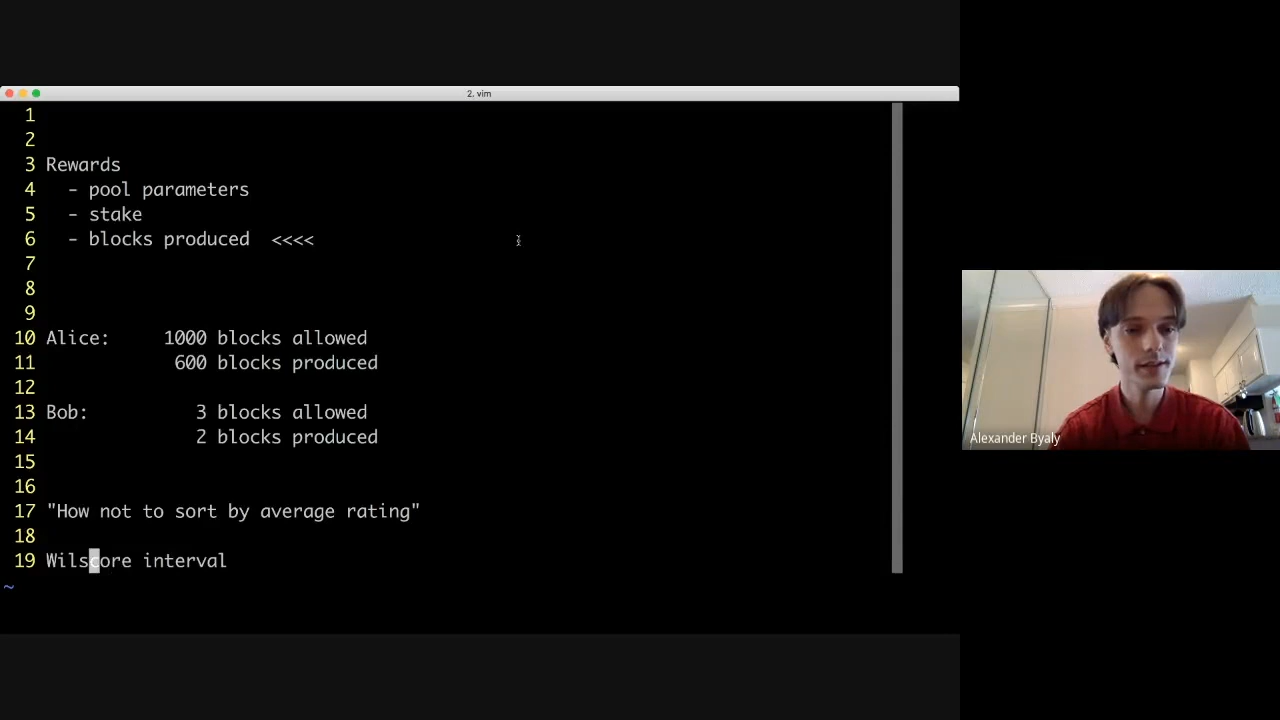 2. vim
1
2
3 Rewards
4 - pool parameters
5 - stake
6 - blocks produced <<<<
7
8
9
10 Alice: 1000 blocks allowed
11 600 blocks produced
12
13 Bob: 3 blocks allowed
14 2 blocks produced
15
16
17 "How not to sort by average rating"
18
19 Wilscore interval
~
Alexander Byaly